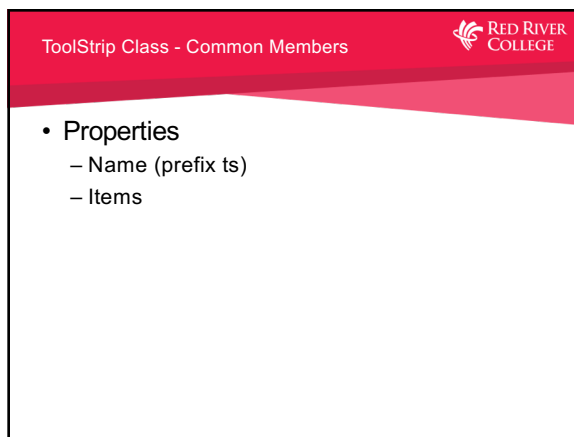 ToolStrip Class - Common Members
RED RIVER
COLLEGE
• Properties
– Name (prefix ts)
– Items